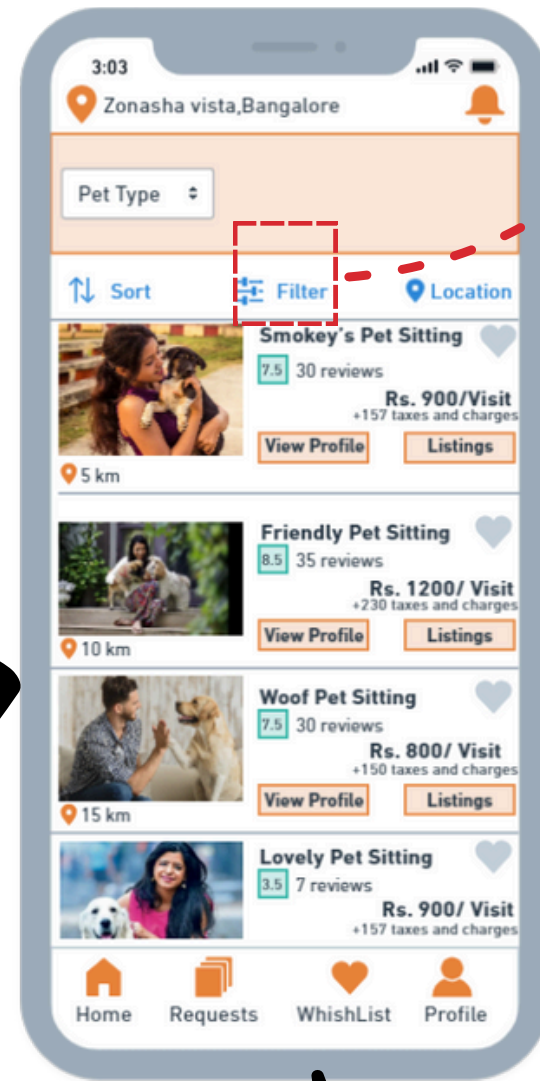 3:03
Zonasha vista,Bangalore
Pet Type
Sort Filter Location
Smokey's Pet Sitting
7.5 30 reviews
Rs. 900/Visit
+157 taxes and charges
View Profile Listings
5 km
Friendly Pet Sitting
8.5 35 reviews
Rs. 1200/ Visit
+230 taxes and charges
View Profile Listings
10 km
Woof Pet Sitting
7.5 30 reviews
Rs. 800/ Visit
+150 taxes and charges
View Profile Listings
15 km
Lovely Pet Sitting
3.5 7 reviews
Rs. 900/ Visit
+157 taxes and charges
Home Requests WhishList Profile